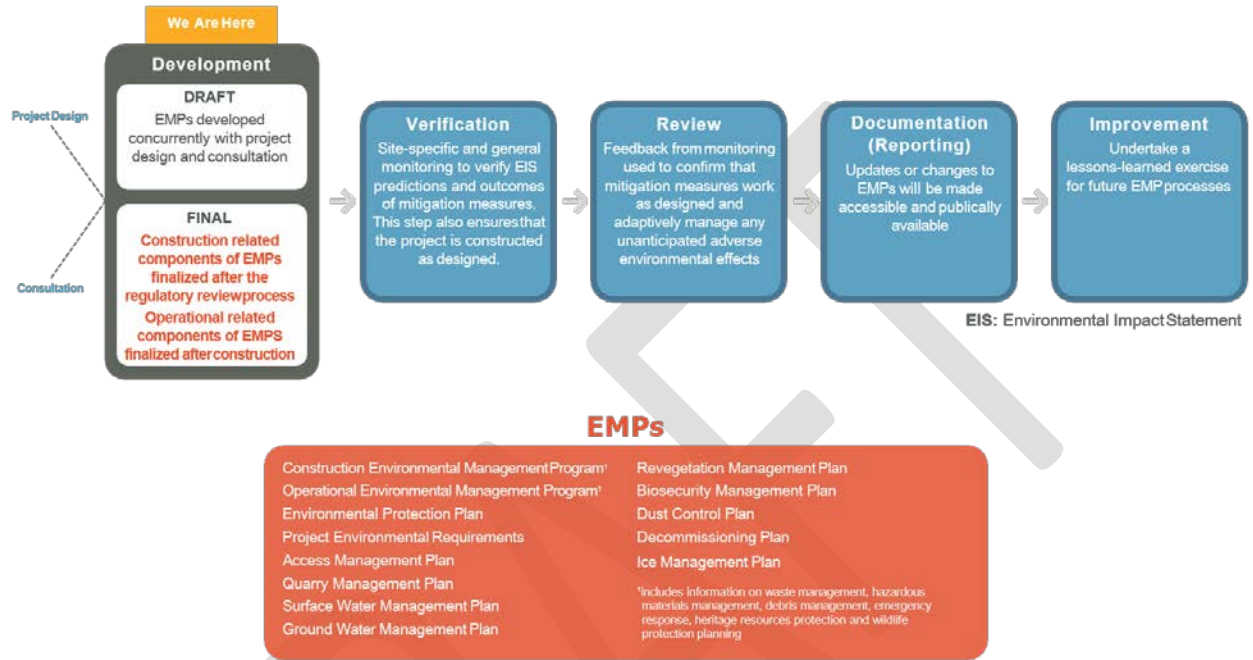 We Are Here
Development
DRAFT
EMPs developed
concurrently with project
design and consultation
FINAL
Construction related
components of EMPs
finalized after the
regulatory reviewprocess
Operational related
components of EMPS
finalized after construction
Project Design
Consultation
Verification
Site-specific and general
monitoring to verify EIS
predictions and outcomes
of mitigation measures.
This step also ensures that
the project is constructed
as designed.
Review
Feedback from monitoring
used to confirm that
mitigation measures work
as designed and
adaptively manage any
unanticipated adverse
environmental effects
Documentation
(Reporting)
Updates or changes to
EMPs will be made
accessible and publically
available
Improvement
Undertake a
lessons-learned exercise
for future EMP processes
EIS: Environmental Impact Statement
EMPs
Construction Environmental Management Program¹
Operational Environmental Management Program¹
Environmental Protection Plan
Project Environmental Requirements
Access Management Plan
Quarry Management Plan
Surface Water Management Plan
Ground Water Management Plan
Revegetation Management Plan
Biosecurity Management Plan
Dust Control Plan
Decommissioning Plan
Ice Management Plan
¹Includes information on waste management, hazardous
materials management, debris management, emergency
response, heritage resources protection and wildlife
protection planning